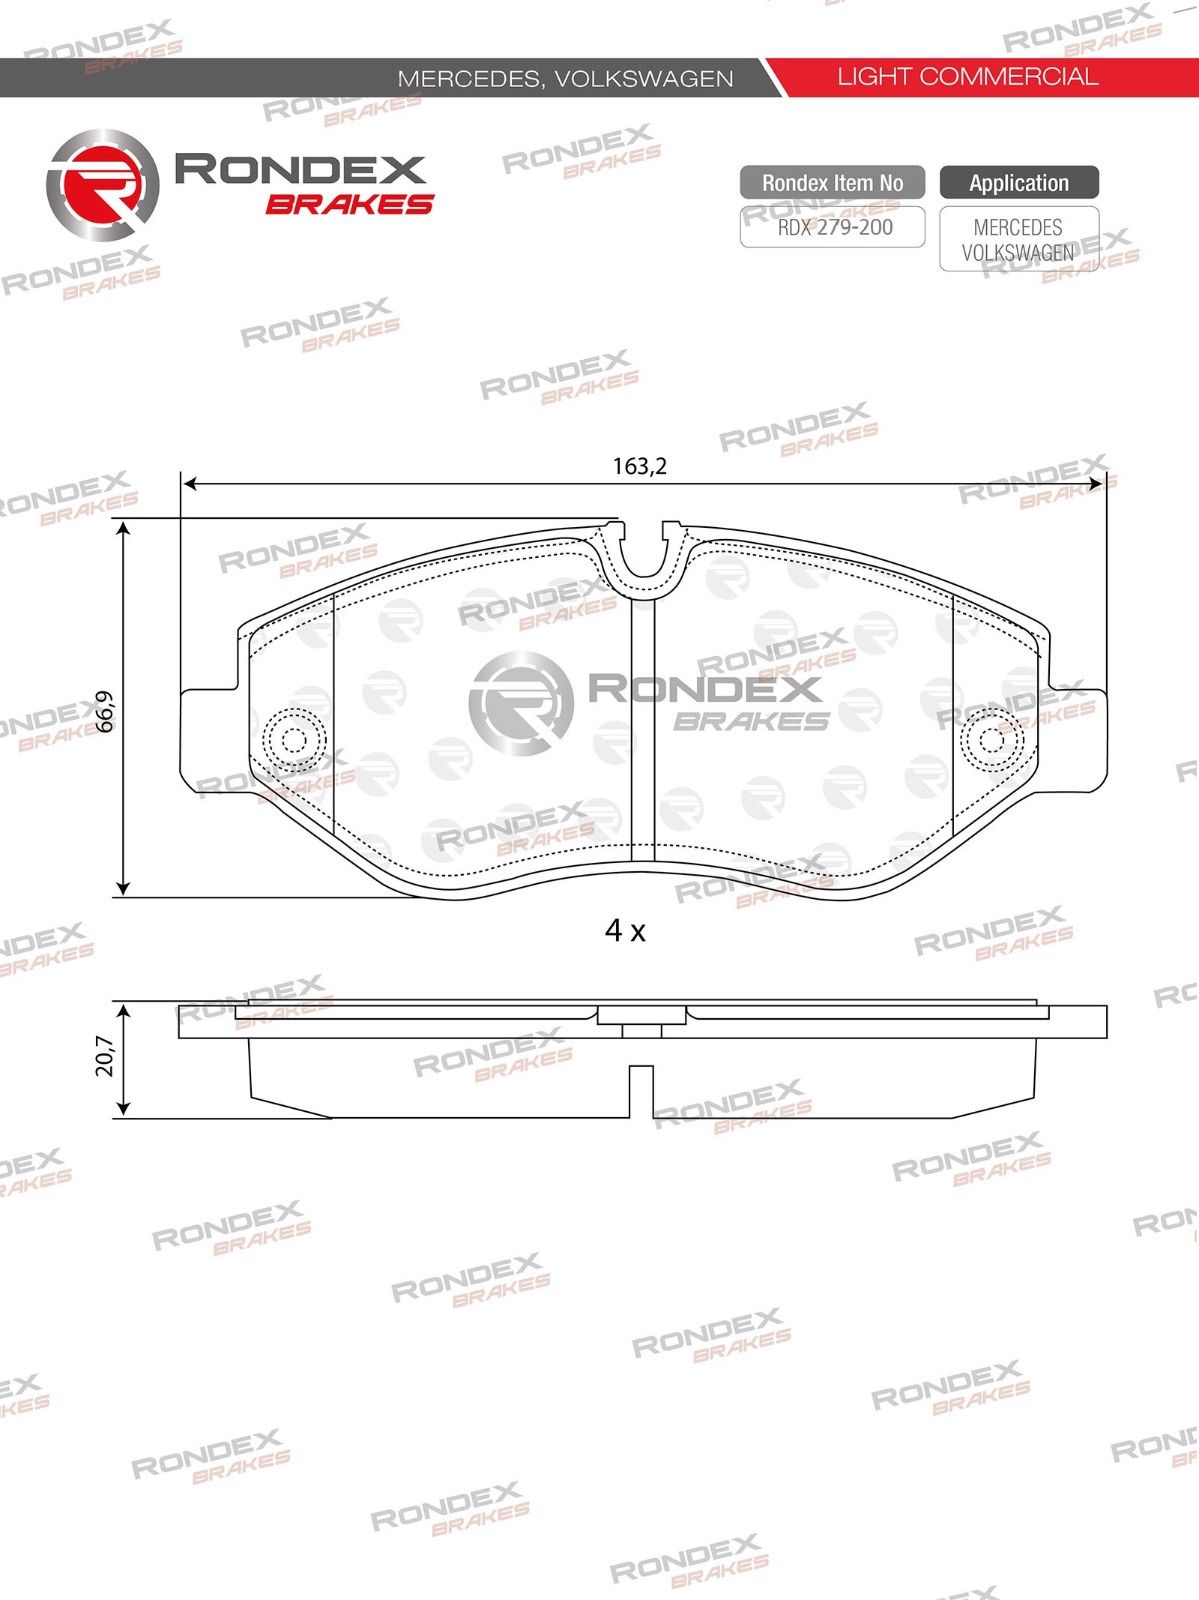 MERCEDES, VOLKSWAGEN
LIGHT COMMERCIAL
RONDEX
BRAKES
Rondex Item No
Application
RDX 279-200
MERCEDES
VOLKSWAGEN
163,2
66,9
RONDEX
BRAKES
4 x
20,7